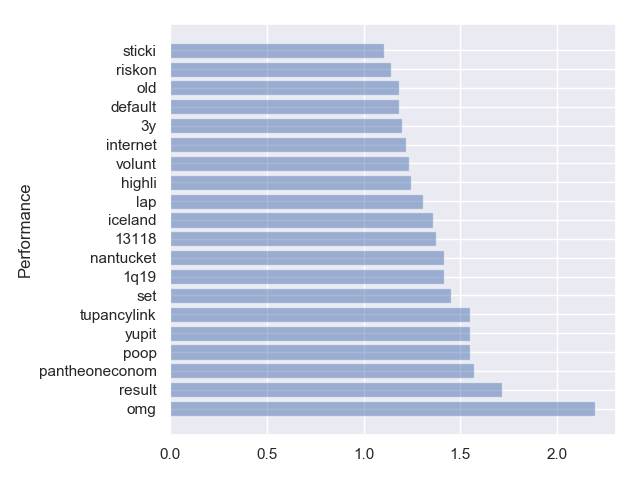 sticki
riskon
old
default
3y
internet
volunt
highli
lap
iceland
13118
nantucket
1q19
set
tupancylink
yupit
poop
pantheoneconom
result
omg
Performance
0.0 0.5 1.0 1.5 2.0